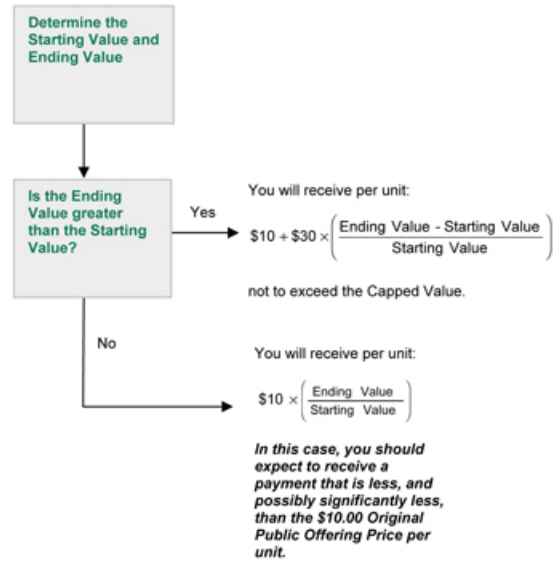 Determine the
Starting Value and
Ending Value
Is the Ending
Value greater
than the Starting
Value?
Yes
You will receive per unit:
$10 + $30 × ( Ending Value - Starting Value
Starting Value )
not to exceed the Capped Value.
No
You will receive per unit:
$10 × ( Ending Value
Starting Value )
In this case, you should
expect to receive a
payment that is less, and
possibly significantly less,
than the $10.00 Original
Public Offering Price per
unit.